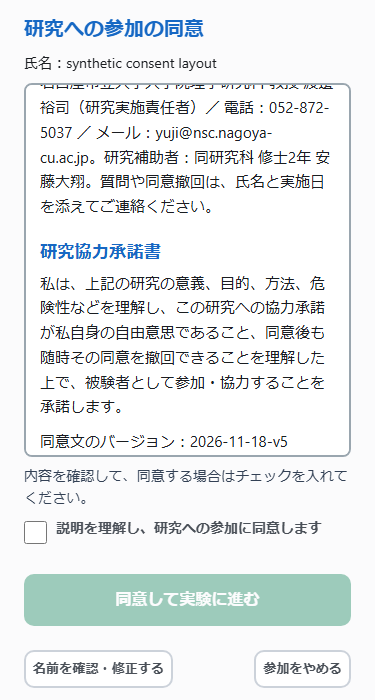 研究への参加の同意
氏名：synthetic consent layout
裕司（研究実施責任者）／ 電話：052-872-
5037 ／ メール：yuji@nsc.nagoya-
cu.ac.jp。研究補助者：同研究科 修士2年 安
藤大翔。質問や同意撤回は、氏名と実施日
を添えてご連絡ください。
研究協力承諾書
私は、上記の研究の意義、目的、方法、危
険性などを理解し、この研究への協力承諾
が私自身の自由意思であること、同意後も
随時その同意を撤回できることを理解した
上で、被験者として参加・協力することを
承諾します。
同意文のバージョン：2026-11-18-v5
内容を確認して、同意する場合はチェックを入れて
ください。
説明を理解し、研究への参加に同意します
同意して実験に進む
名前を確認・修正する
参加をやめる